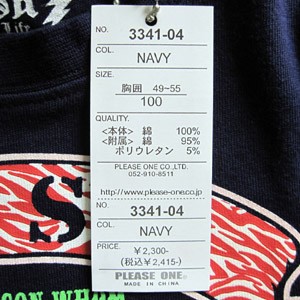 Life
NO. 3341-04
COL. NAVY
SIZE.
胸囲 49~55
100
QUALITY.
<本体> 綿 100%
<附属> 綿 95%
ポリウレタン 5%
PLEASE ONE CO.,LTD.
052-910-8511
http://www.please-one.co.jp
NO. 3341-04
COL. NAVY
PRICE. ¥2,300-
(税込¥2,415-)
PLEASE ONE.
MADE IN CHINA
S